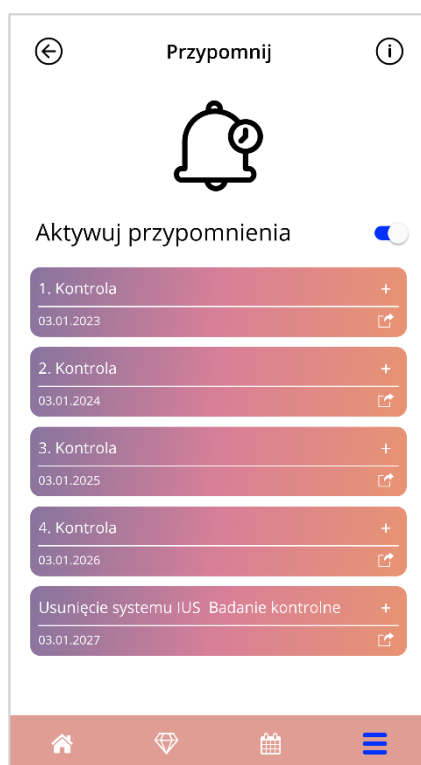 Przypomnij
Aktywuj przypomnienia
1. Kontrola
03.01.2023
2. Kontrola
03.01.2024
3. Kontrola
03.01.2025
4. Kontrola
03.01.2026
Usunięcie systemu IUS Badanie kontrolne
03.01.2027